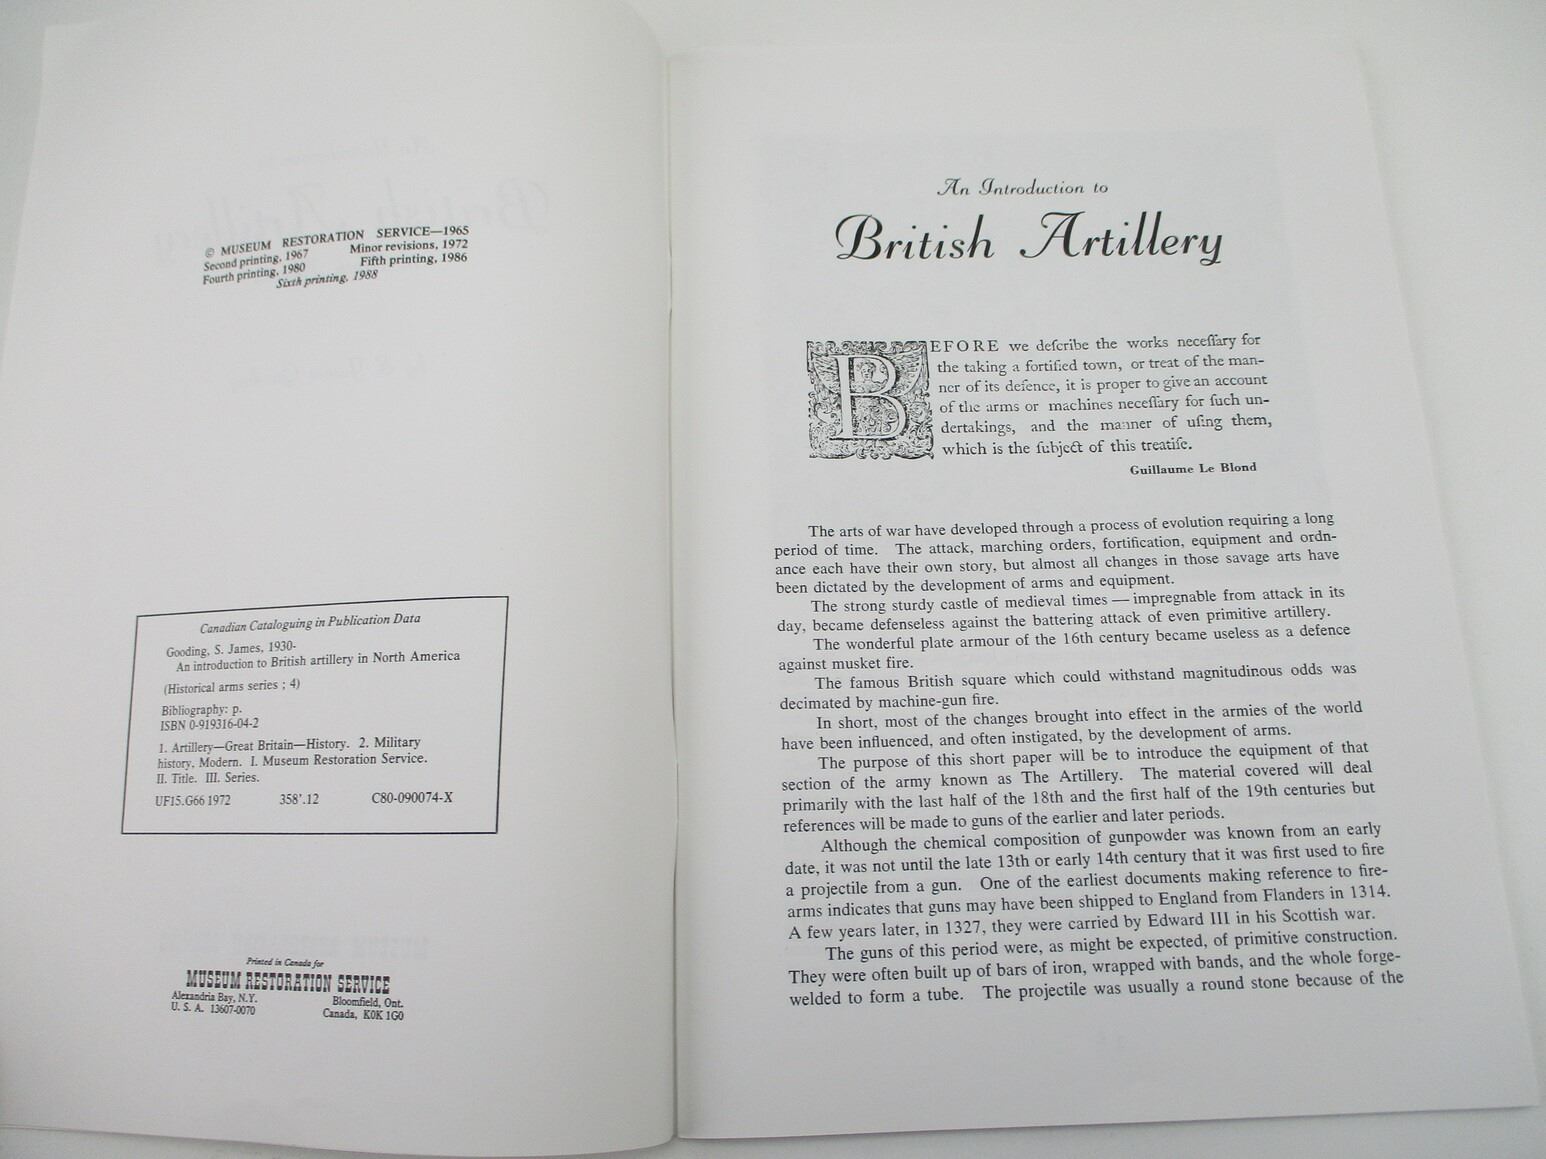 © MUSEUM RESTORATION SERVICE—1965
Second printing, 1967 Minor revisions, 1972
Fourth printing, 1980 Fifth printing, 1986
Sixth printing, 1988
Canadian Cataloguing in Publication Data
Gooding, S. James, 1930-
An introduction to British artillery in North America
(Historical arms series ; 4)
Bibliography: p.
ISBN 0-919316-04-2
1. Artillery—Great Britain—History. 2. Military
history, Modern. I. Museum Restoration Service.
II. Title. III. Series.
UF15.G66 1972 358'.12 C80-090074-X
Printed in Canada for
MUSEUM RESTORATION SERVICE
Alexandria Bay, N.Y. Bloomfield, Ont.
U. S. A. 13607-0070 Canada, K0K 1G0
An Introduction to
British Artillery
BEFORE we deſcribe the works neceſſary for
the taking a fortified town, or treat of the man-
ner of its defence, it is proper to give an account
of the arms or machines neceſſary for ſuch un-
dertakings, and the manner of uſing them,
which is the ſubject of this treatiſe.
Guillaume Le Blond
The arts of war have developed through a process of evolution requiring a long
period of time. The attack, marching orders, fortification, equipment and ordn-
ance each have their own story, but almost all changes in those savage arts have
been dictated by the development of arms and equipment.
The strong sturdy castle of medieval times — impregnable from attack in its
day, became defenseless against the battering attack of even primitive artillery.
The wonderful plate armour of the 16th century became useless as a defence
against musket fire.
The famous British square which could withstand magnitudinous odds was
decimated by machine-gun fire.
In short, most of the changes brought into effect in the armies of the world
have been influenced, and often instigated, by the development of arms.
The purpose of this short paper will be to introduce the equipment of that
section of the army known as The Artillery. The material covered will deal
primarily with the last half of the 18th and the first half of the 19th centuries but
references will be made to guns of the earlier and later periods.
Although the chemical composition of gunpowder was known from an early
date, it was not until the late 13th or early 14th century that it was first used to fire
a projectile from a gun. One of the earliest documents making reference to fire-
arms indicates that guns may have been shipped to England from Flanders in 1314.
A few years later, in 1327, they were carried by Edward III in his Scottish war.
The guns of this period were, as might be expected, of primitive construction.
They were often built up of bars of iron, wrapped with bands, and the whole forge-
welded to form a tube. The projectile was usually a round stone because of the